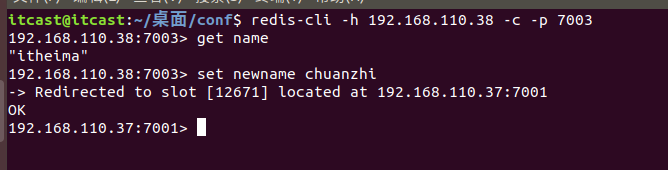 itcast@itcast:~/桌面/conf$ redis-cli -h 192.168.110.38 -c -p 7003
192.168.110.38:7003> get name
"itheima"
192.168.110.38:7003> set newname chuanzhi
-> Redirected to slot [12671] located at 192.168.110.37:7001
OK
192.168.110.37:7001>